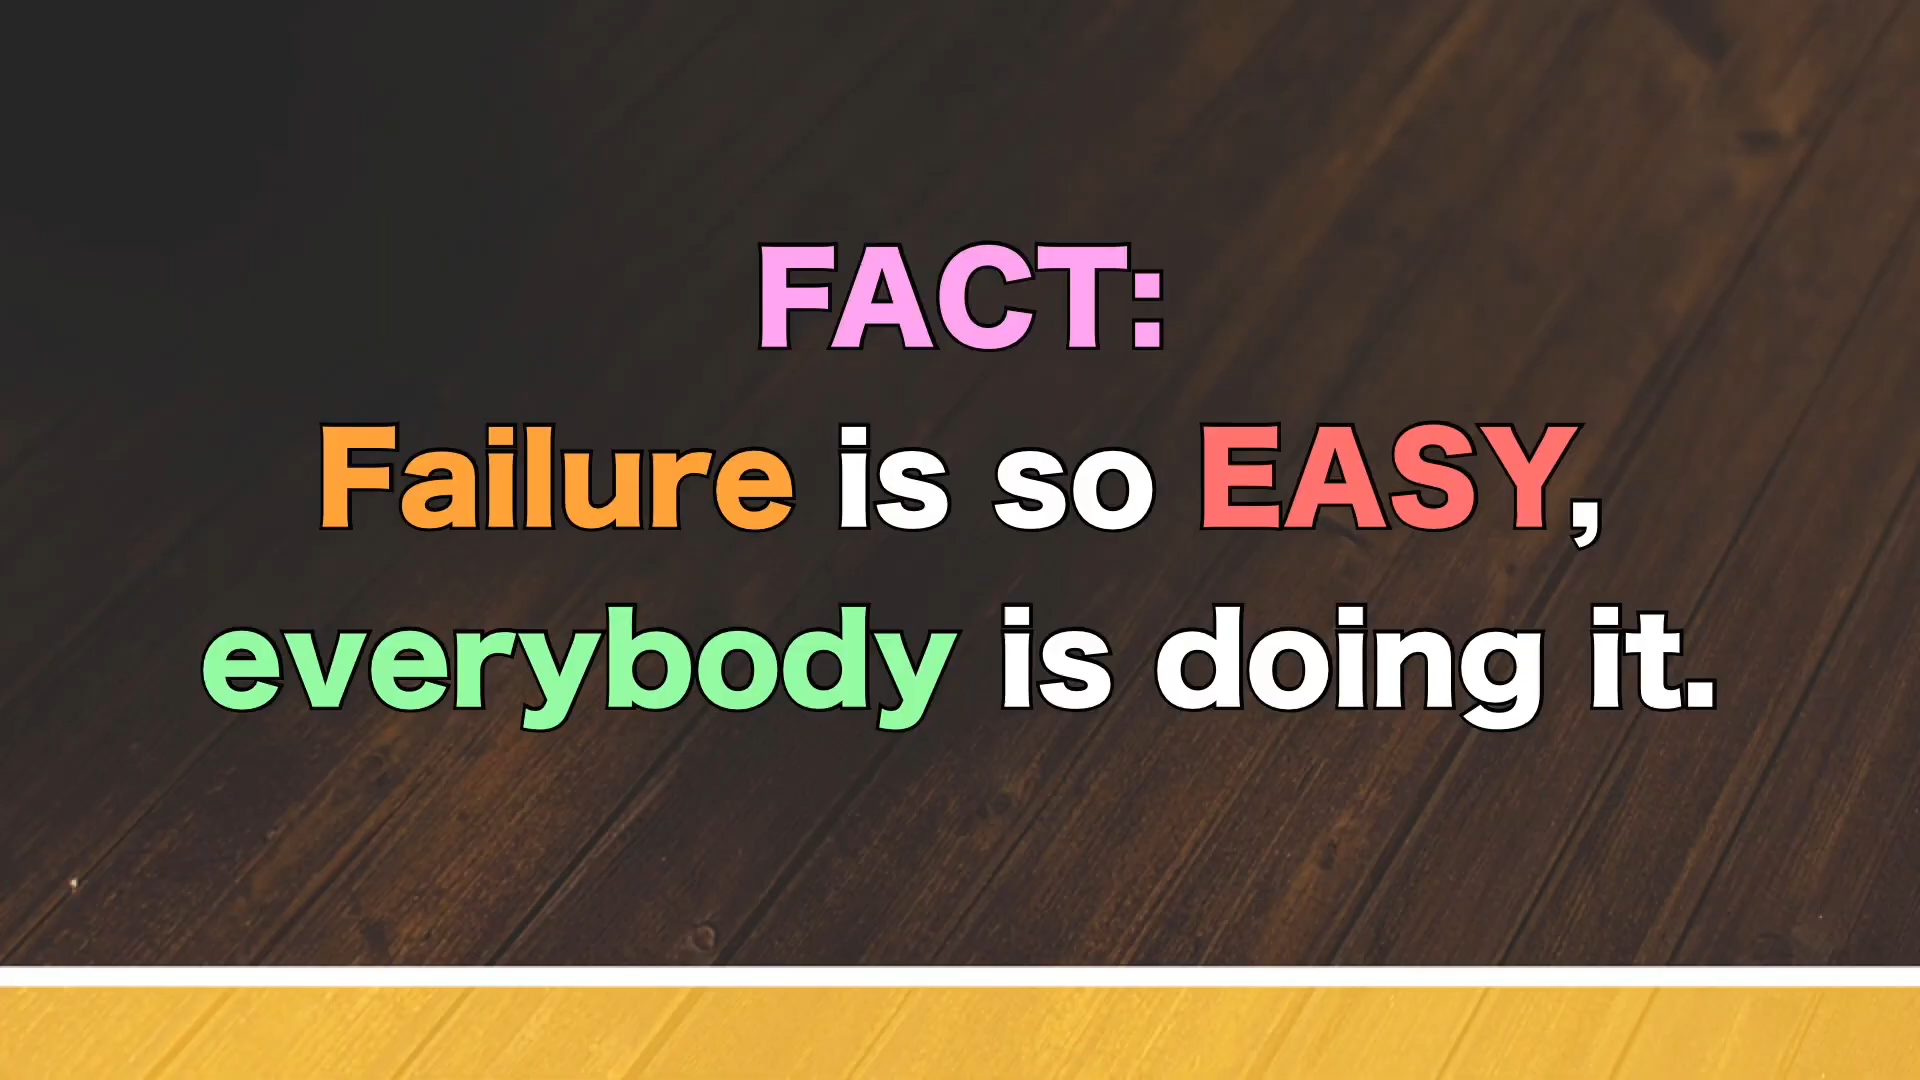 FACT:
Failure is so EASY,
everybody is doing it.